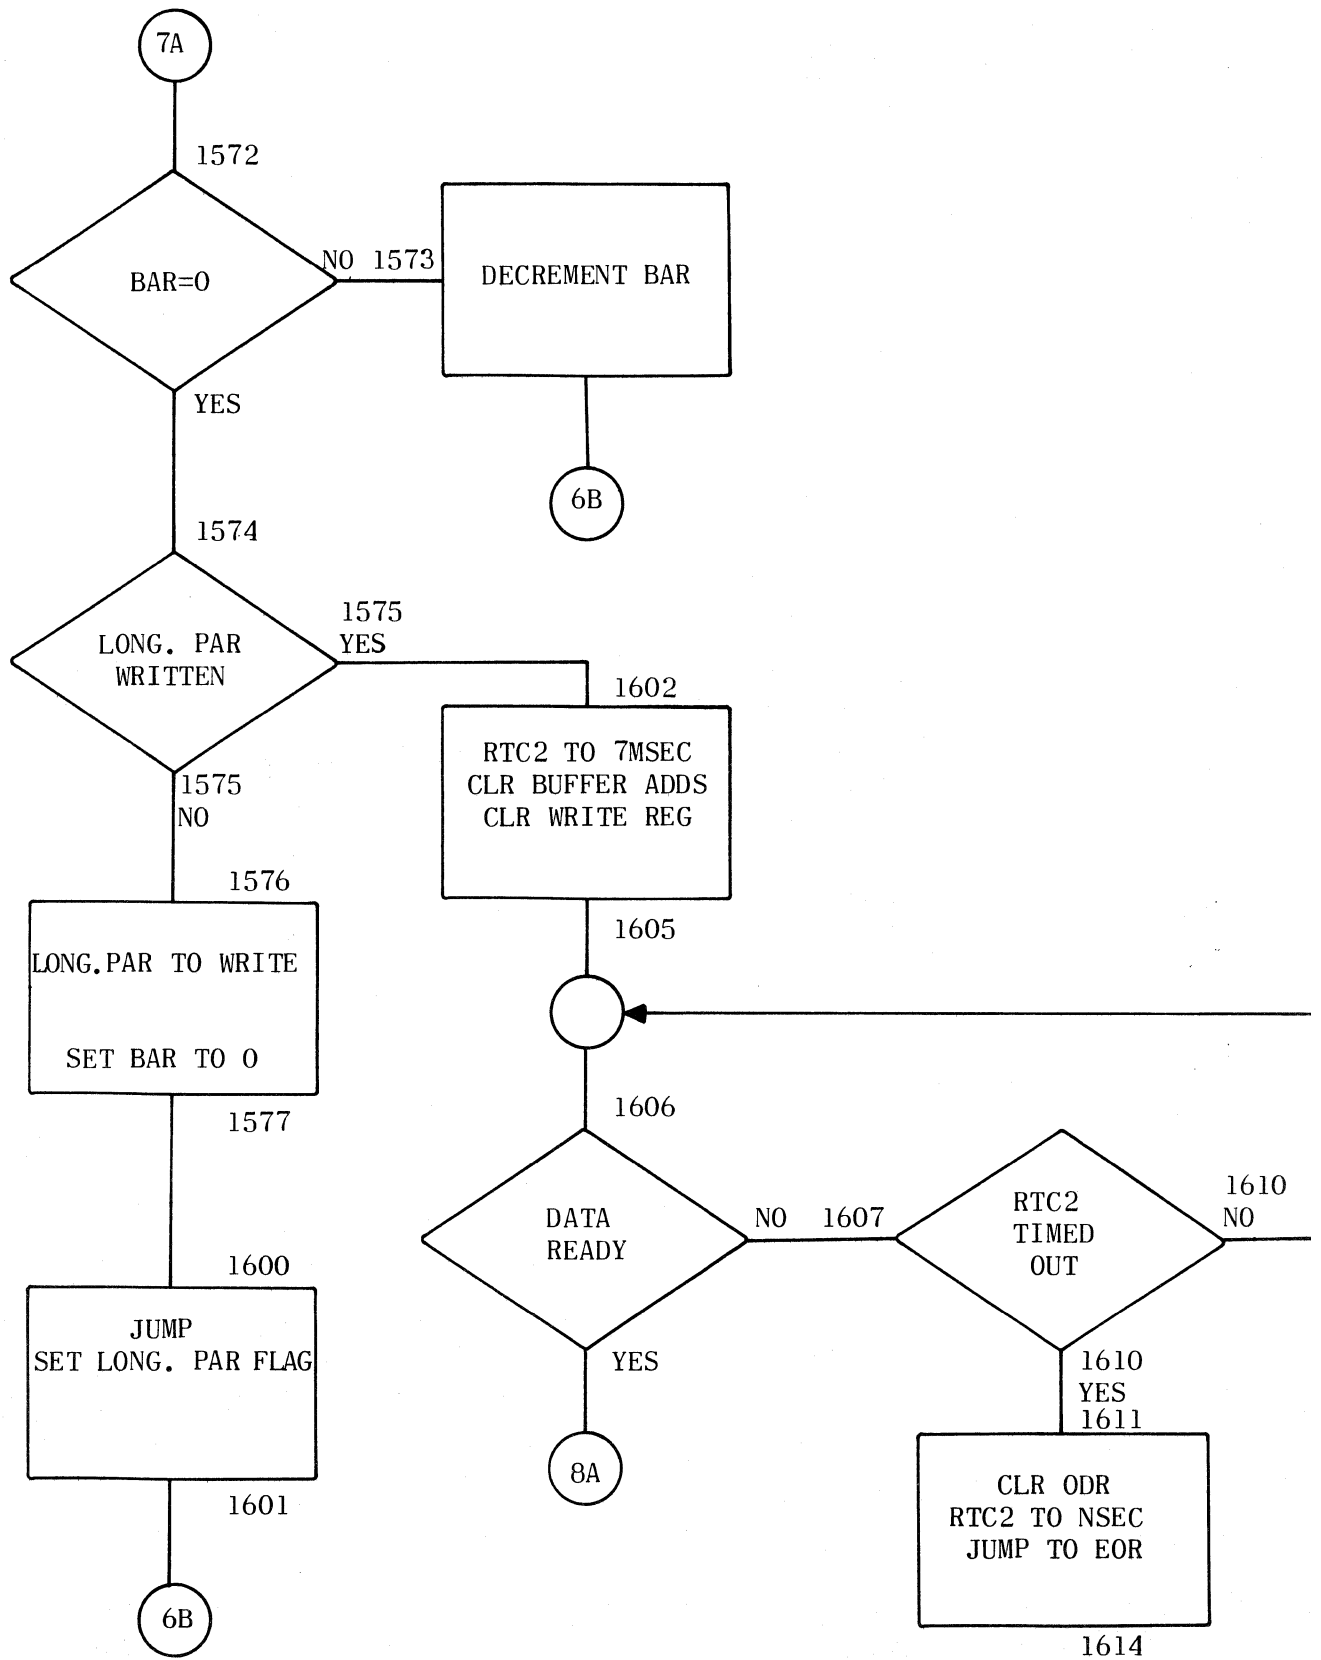 7A
1572
BAR=0
NO 1573
DECREMENT BAR
YES
6B
1574
LONG. PAR
WRITTEN
1575
YES
1602
RTC2 TO 7MSEC
CLR BUFFER ADDS
CLR WRITE REG
1575
NO
1576
LONG.PAR TO WRITE
SET BAR TO 0
1577
1605
1606
DATA
READY
NO 1607
RTC2
TIMED
OUT
1610
NO
1600
JUMP
SET LONG. PAR FLAG
1601
6B
YES
8A
1610
YES
1611
CLR ODR
RTC2 TO NSEC
JUMP TO EOR
1614